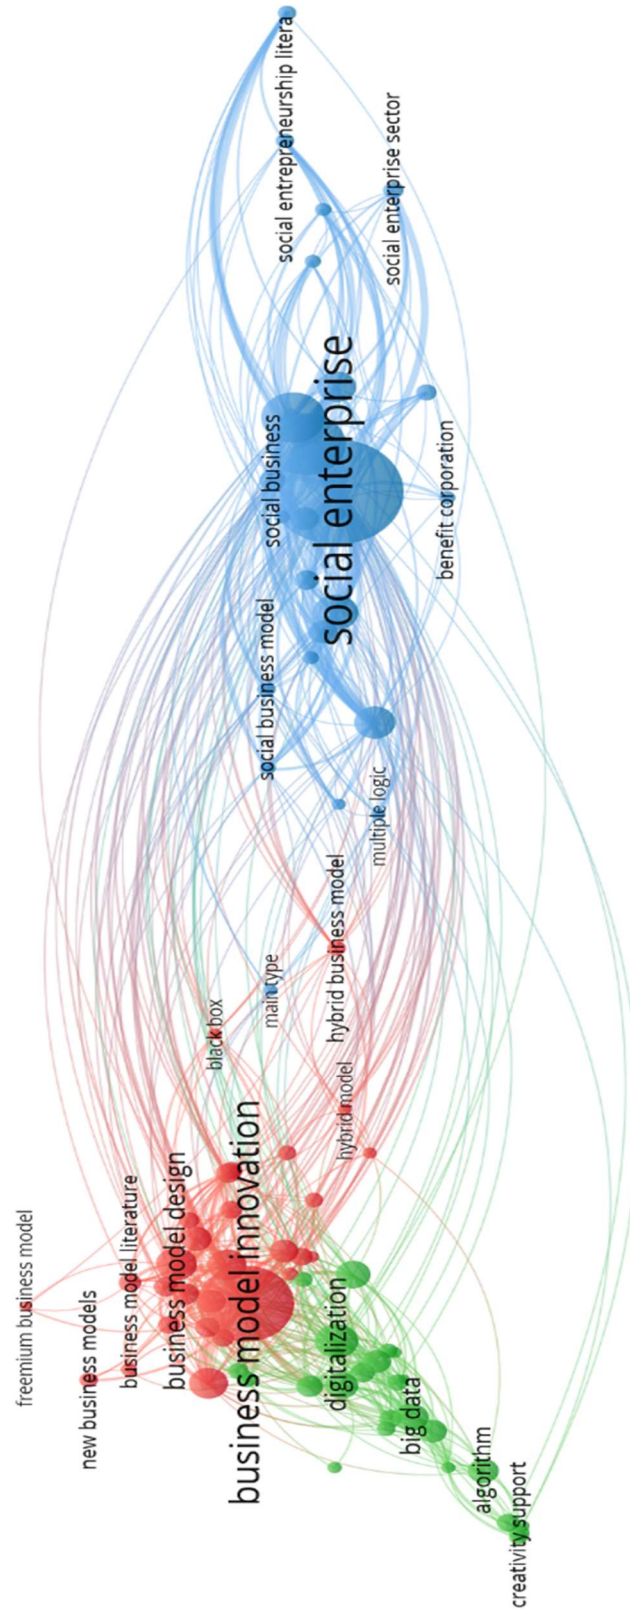 freemium business model
new business models
business model literature
business model design
business model innovation
black box
main type
hybrid model
hybrid business model
digitalization
big data
algorithm
creativity support
multiple logic
social business model
social business
social enterprise
benefit corporation
social entrepreneurship litera
social enterprise sector